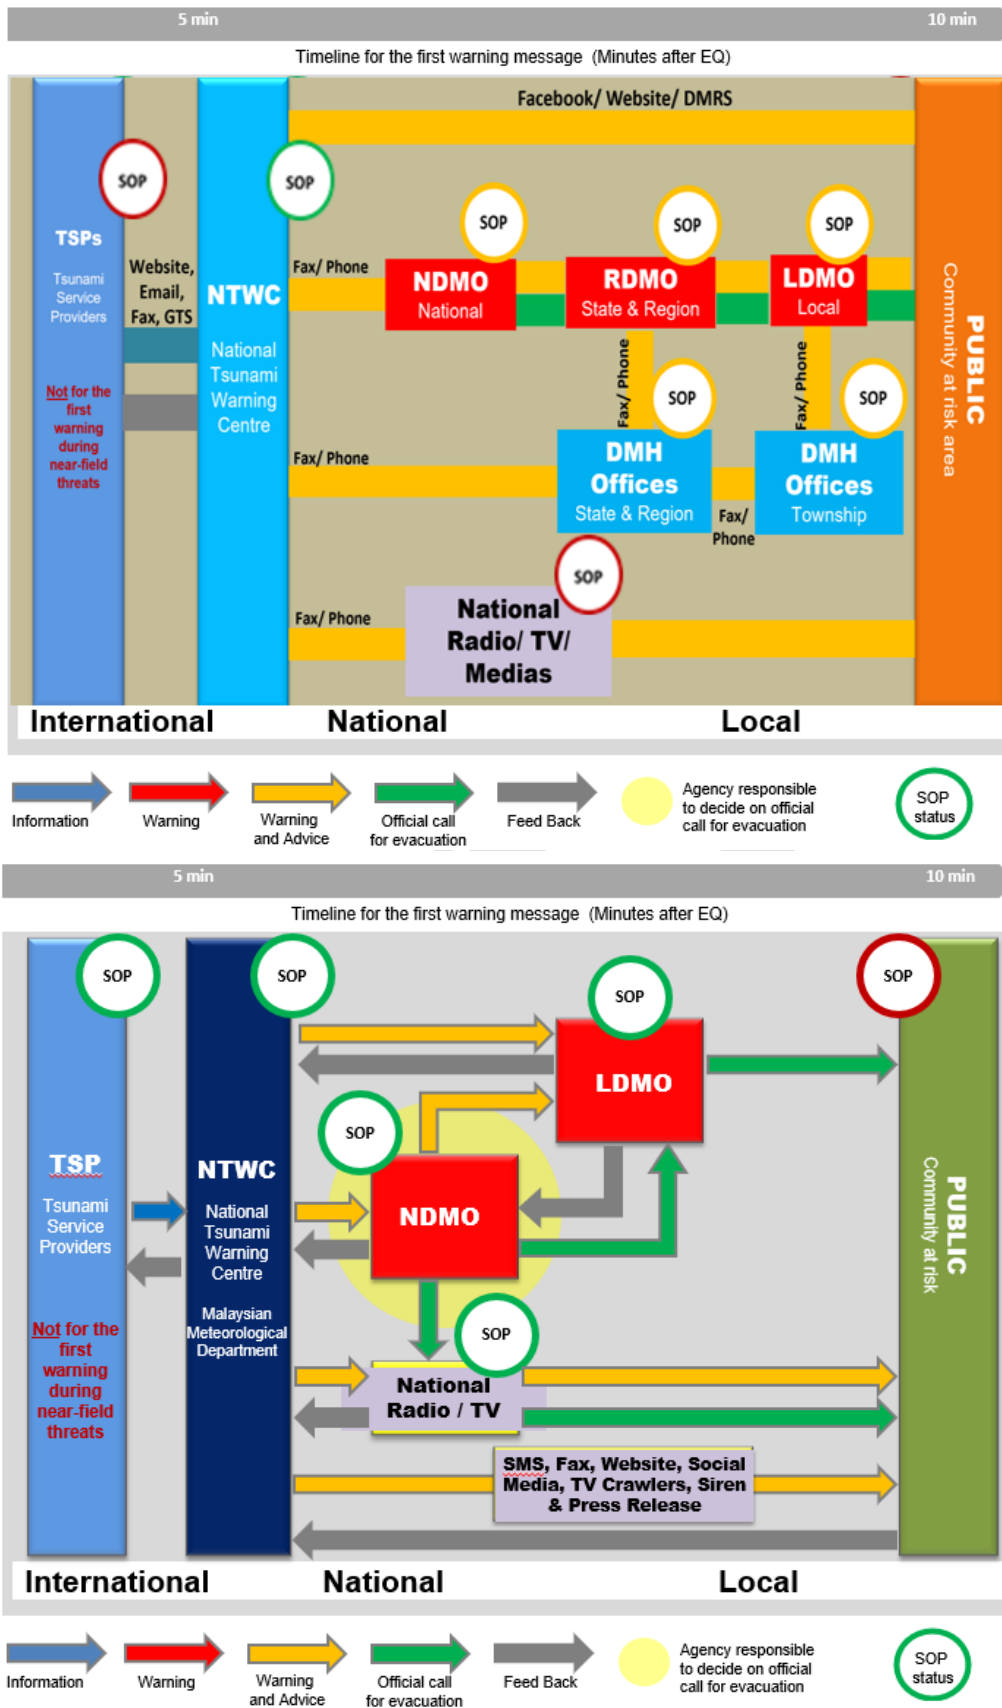 5 min
10 min
Timeline for the first warning message (Minutes after EQ)
Facebook/ Website/ DMRS
SOP
SOP
SOP
SOP
SOP
TSPs
Tsunami
Service
Providers
Not for the
first
warning
during
near-field
threats
Website,
Email,
Fax, GTS
NTWC
National
Tsunami
Warning
Centre
Fax/ Phone
NDMO
National
RDMO
State & Region
LDMO
Local
Fax/ Phone
Fax/ Phone
SOP
SOP
Fax/ Phone
DMH
Offices
State & Region
Fax/
Phone
DMH
Offices
Township
SOP
Fax/ Phone
National
Radio/ TV/
Medias
PUBLIC
Community at risk area
International
National
Local
Information
Warning
Warning
and Advice
Official call
for evacuation
Feed Back
Agency responsible
to decide on official
call for evacuation
SOP
status
5 min
10 min
Timeline for the first warning message (Minutes after EQ)
SOP
SOP
SOP
SOP
LDMO
SOP
NDMO
TSP
Tsunami
Service
Providers
Not for the
first
warning
during
near-field
threats
NTWC
National
Tsunami
Warning
Centre
Malaysian
Meteorological
Department
SOP
National
Radio / TV
SMS, Fax, Website, Social
Media, TV Crawlers, Siren
& Press Release
PUBLIC
Community at risk
International
National
Local
Information
Warning
Warning
and Advice
Official call
for evacuation
Feed Back
Agency responsible
to decide on official
call for evacuation
SOP
status